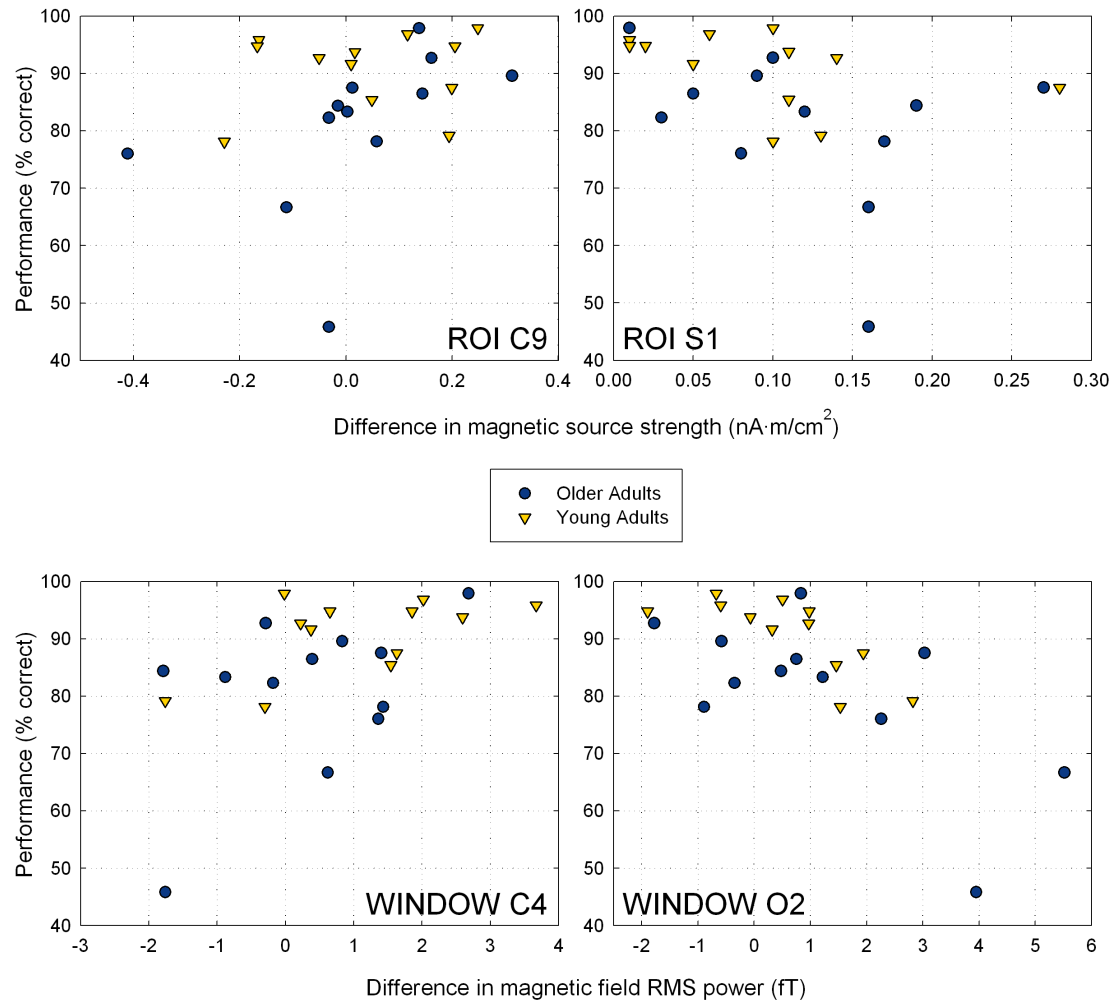 100
90
80
70
60
50
40
Performance (% correct)
ROI C9
-0.4 -0.2 0.0 0.2 0.4
100
90
80
70
60
50
40
ROI S1
0.00 0.05 0.10 0.15 0.20 0.25 0.30
Difference in magnetic source strength (nA·m/cm²)
Older Adults
Young Adults
100
90
80
70
60
50
40
Performance (% correct)
WINDOW C4
-3 -2 -1 0 1 2 3 4
100
90
80
70
60
50
40
WINDOW O2
-2 -1 0 1 2 3 4 5 6
Difference in magnetic field RMS power (fT)